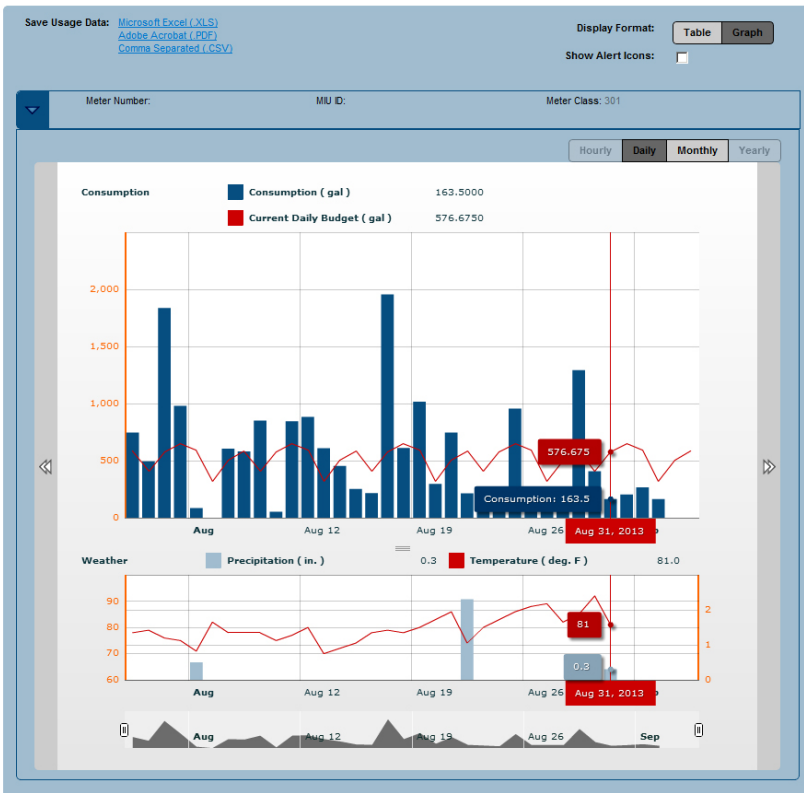 Save Usage Data: Microsoft Excel (.XLS)
Adobe Acrobat (.PDF)
Comma Separated (.CSV)
Display Format: Table Graph
Show Alert Icons:
Meter Number: MIU ID: Meter Class: 301
Hourly Daily Monthly Yearly
Consumption Consumption ( gal ) 163.5000
Current Daily Budget ( gal ) 576.6750
2,000
1,500
1,000
500
576.675
Consumption: 163.5
0
Aug Aug 12 Aug 19 Aug 26 Aug 31, 2013
Weather Precipitation ( in. ) 0.3 Temperature ( deg. F ) 81.0
90
80
70
60
2
1
0
81
0.3
Aug Aug 12 Aug 19 Aug 26 Aug 31, 2013
Aug Aug 12 Aug 19 Aug 26 Sep